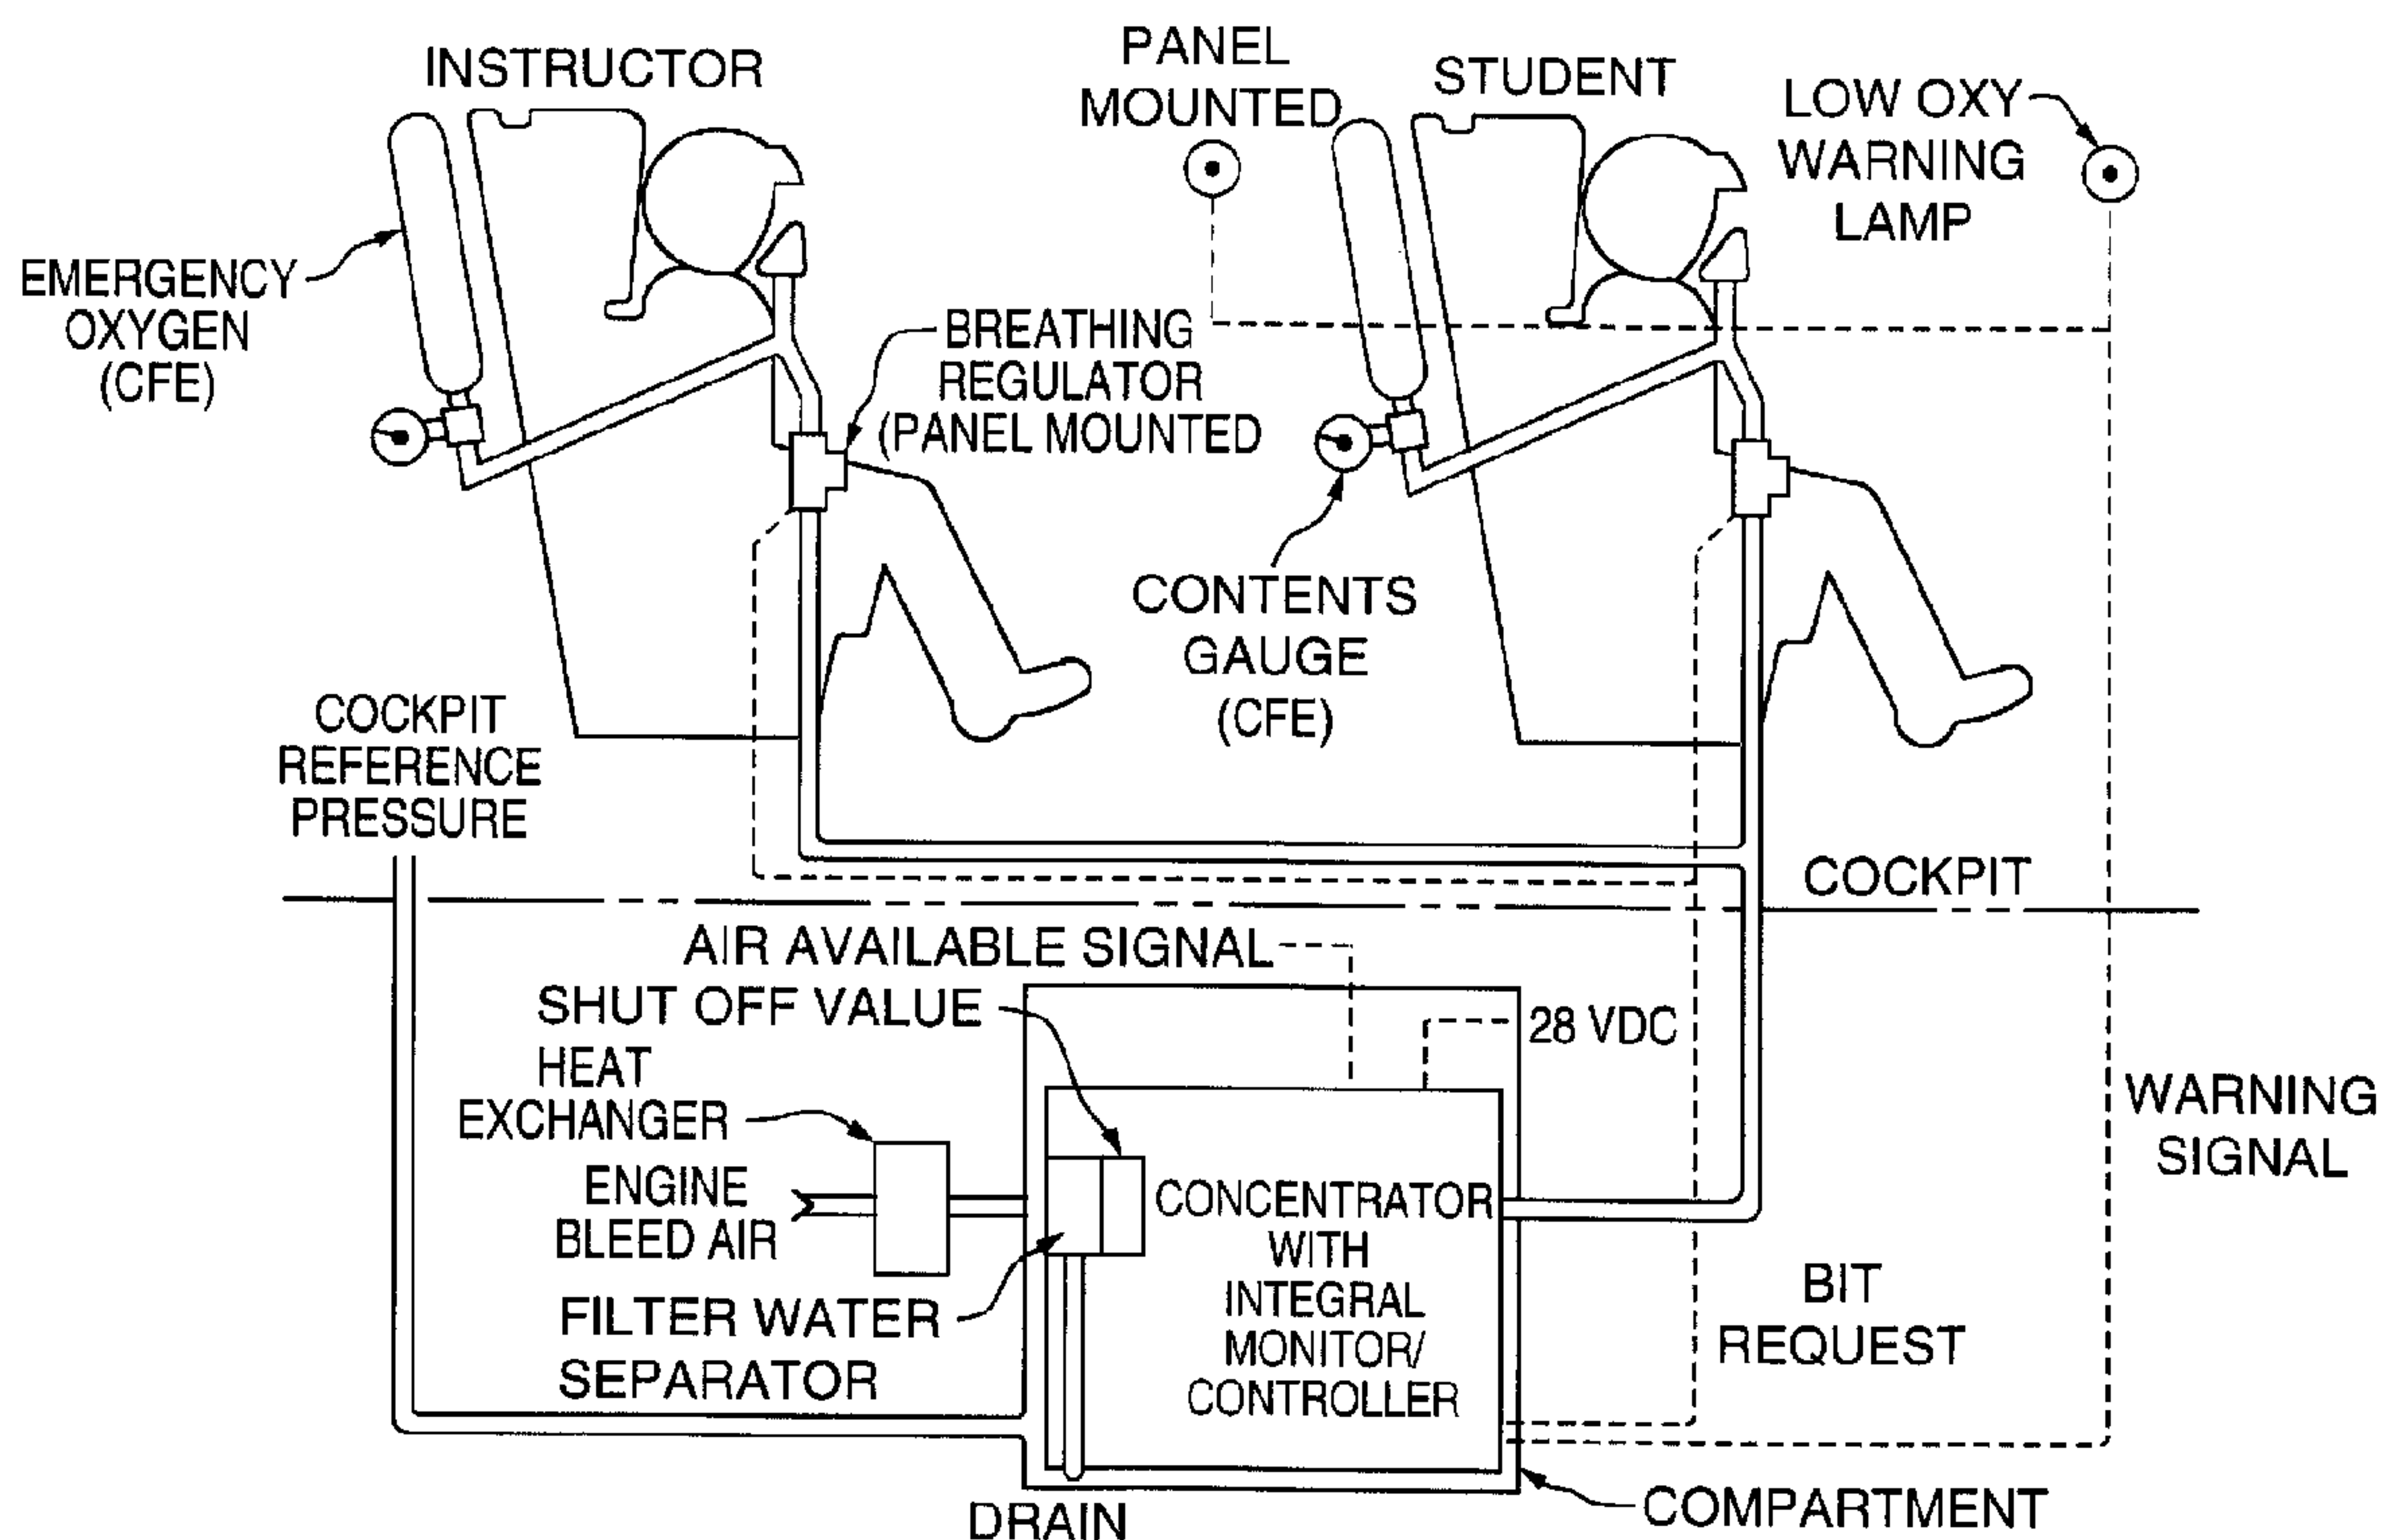 INSTRUCTOR
PANEL
MOUNTED
STUDENT
LOW OXY
WARNING
LAMP
EMERGENCY
OXYGEN
(CFE)
BREATHING
REGULATOR
(PANEL MOUNTED
CONTENTS
GAUGE
(CFE)
COCKPIT
REFERENCE
PRESSURE
COCKPIT
AIR AVAILABLE SIGNAL
SHUT OFF VALUE
28 VDC
HEAT
EXCHANGER
ENGINE
BLEED AIR
FILTER WATER
SEPARATOR
CONCENTRATOR
WITH
INTEGRAL
MONITOR/
CONTROLLER
WARNING
SIGNAL
BIT
REQUEST
DRAIN
COMPARTMENT